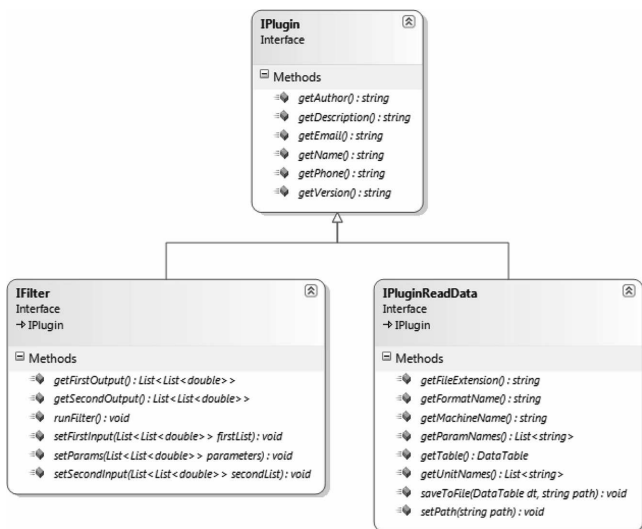 IPlugin
Interface
Methods
getAuthor() : string
getDescription() : string
getEmail() : string
getName() : string
getPhone() : string
getVersion() : string
IFilter
Interface
→ IPlugin
Methods
getFirstOutput() : List<List<double>>
getSecondOutput() : List<List<double>>
runFilter() : void
setFirstInput(List<List<double>> firstList) : void
setParams(List<List<double>> parameters) : void
setSecondInput(List<List<double>> secondList) : void
IPluginReadData
Interface
→ IPlugin
Methods
getFileExtension() : string
getFormatName() : string
getMachineName() : string
getParamNames() : List<string>
getTable() : DataTable
getUnitNames() : List<string>
saveToFile(DataTable dt, string path) : void
setPath(string path) : void